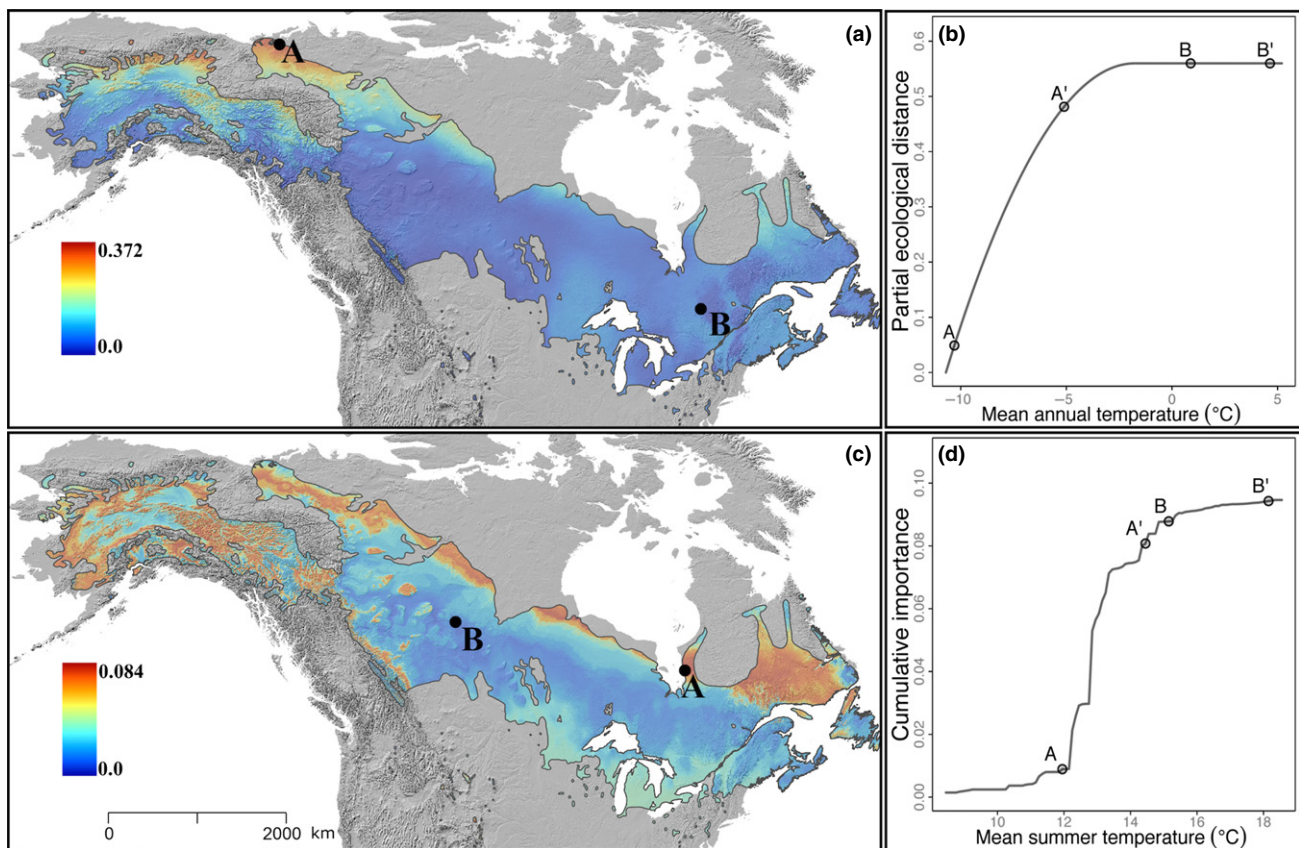 (a)
A
B
0.372
0.0
(b)
Partial ecological distance
0.6
0.5
0.4
0.3
0.2
0.1
0.0
A
A'
B
B'
−10
−5
0
5
Mean annual temperature (°C)
(c)
B
A
0.084
0.0
0
2000 km
(d)
Cumulative importance
0.10
0.08
0.06
0.04
0.02
0.00
A
A'
B
B'
10
12
14
16
18
Mean summer temperature (°C)